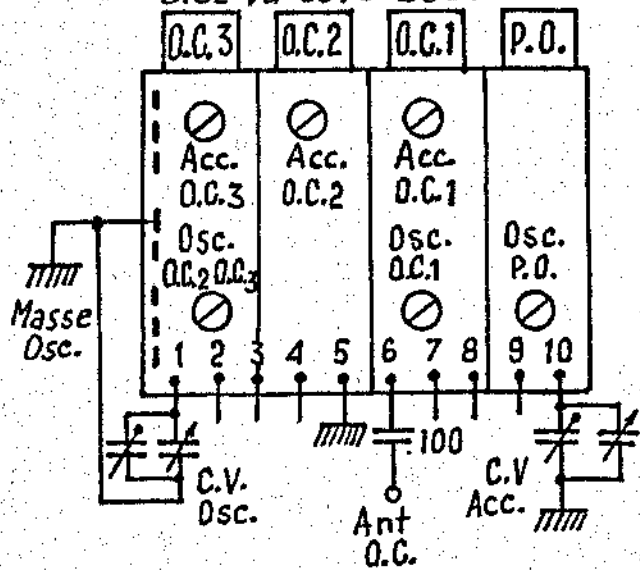 O.C.3 O.C.2 O.C.1 P.O.
Acc. Acc. Acc.
O.C.3 O.C.2 O.C.1
Osc. Osc. Osc.
O.C.2 O.C.3 O.C.1 P.O.
Masse
Osc.
1 2 3 4 5 6 7 8 9 10
100
C.V. C.V
Osc. Acc.
Ant
O.C.